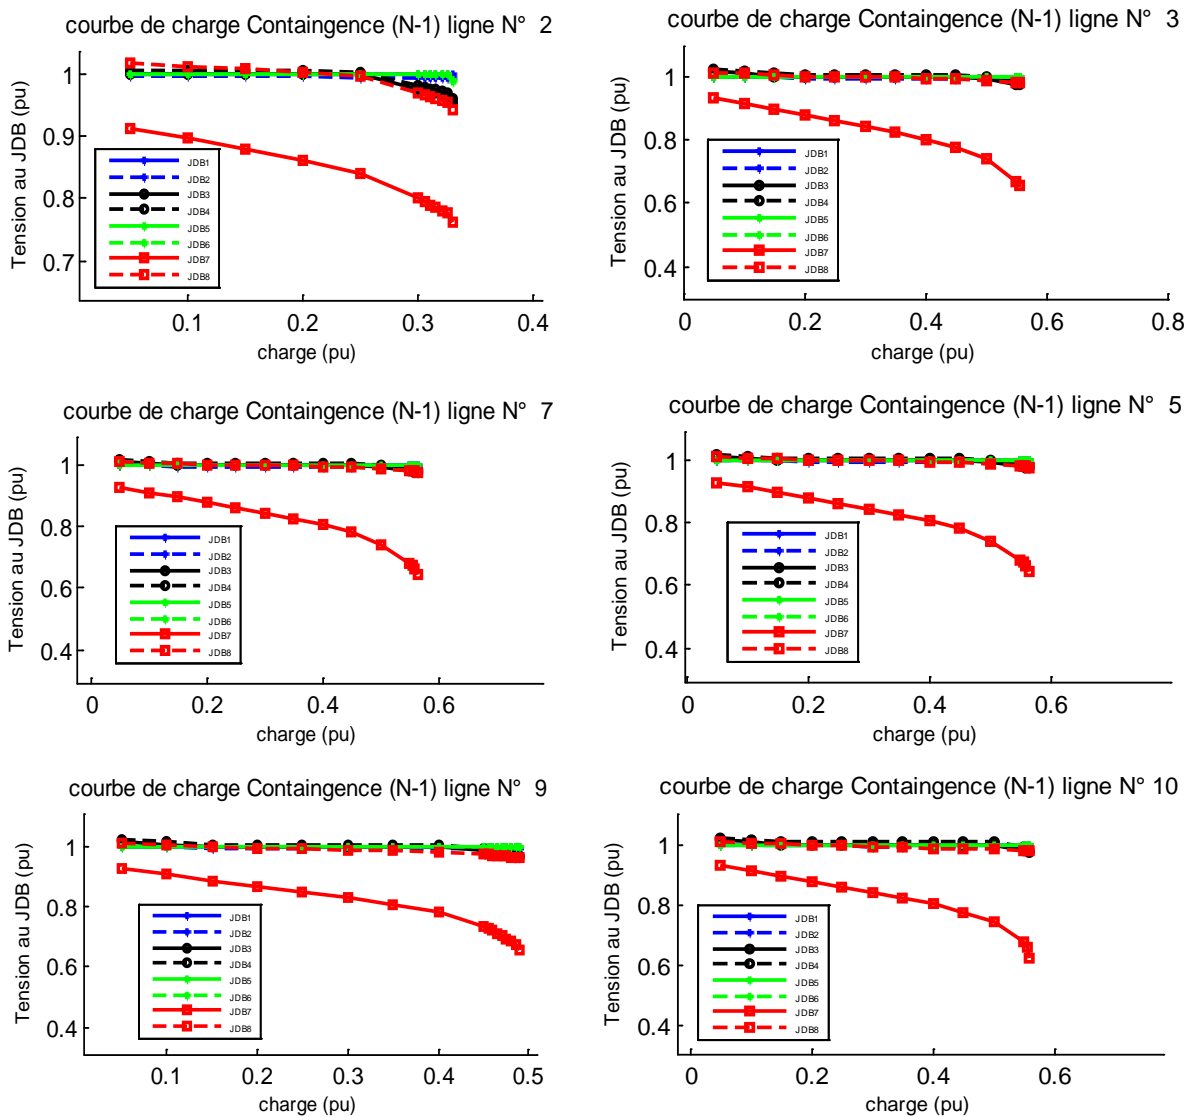 courbe de charge Containgence (N-1) ligne N° 2
Tension au JDB (pu)
1
0.9
0.8
0.7
JDB1
JDB2
JDB3
JDB4
JDB5
JDB6
JDB7
JDB8
0.1
0.2
0.3
0.4
charge (pu)
courbe de charge Containgence (N-1) ligne N° 3
Tension au JDB (pu)
1
0.8
0.6
0.4
JDB1
JDB2
JDB3
JDB4
JDB5
JDB6
JDB7
JDB8
0
0.2
0.4
0.6
0.8
charge (pu)
courbe de charge Containgence (N-1) ligne N° 7
Tension au JDB (pu)
1
0.8
0.6
0.4
JDB1
JDB2
JDB3
JDB4
JDB5
JDB6
JDB7
JDB8
0
0.2
0.4
0.6
charge (pu)
courbe de charge Containgence (N-1) ligne N° 5
Tension au JDB (pu)
1
0.8
0.6
0.4
JDB1
JDB2
JDB3
JDB4
JDB5
JDB6
JDB7
JDB8
0
0.2
0.4
0.6
charge (pu)
courbe de charge Containgence (N-1) ligne N° 9
Tension au JDB (pu)
1
0.8
0.6
0.4
JDB1
JDB2
JDB3
JDB4
JDB5
JDB6
JDB7
JDB8
0.1
0.2
0.3
0.4
0.5
charge (pu)
courbe de charge Containgence (N-1) ligne N° 10
Tension au JDB (pu)
1
0.8
0.6
0.4
JDB1
JDB2
JDB3
JDB4
JDB5
JDB6
JDB7
JDB8
0
0.2
0.4
0.6
charge (pu)